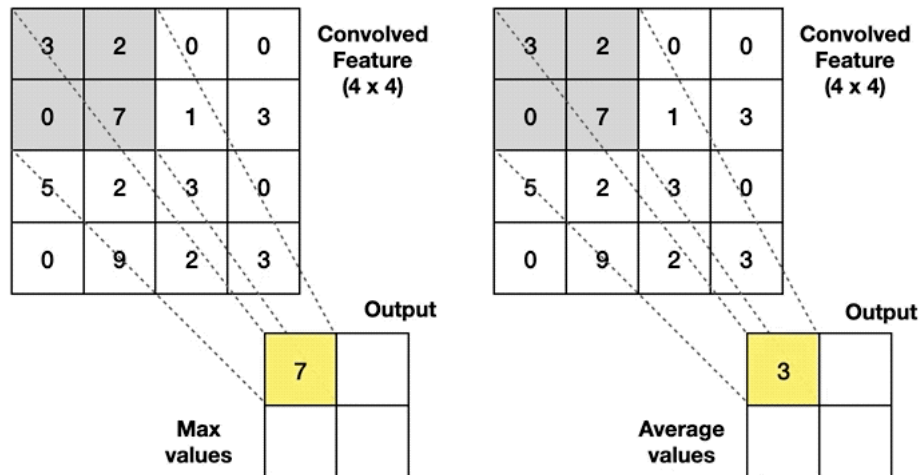 3 2 0 0
0 7 1 3
5 2 3 0
0 9 2 3
Convolved
Feature
(4 x 4)
Output
7
Max
values
3 2 0 0
0 7 1 3
5 2 3 0
0 9 2 3
Convolved
Feature
(4 x 4)
Output
3
Average
values